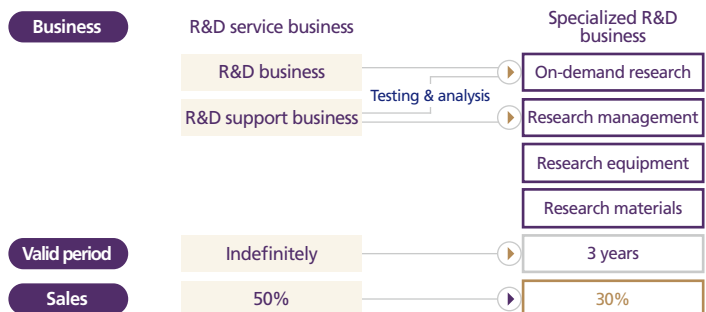 Business
R&D service business
Specialized R&D
business
R&D business
On-demand research
Testing & analysis
R&D support business
Research management
Research equipment
Research materials
Valid period
Indefinitely
3 years
Sales
50%
30%